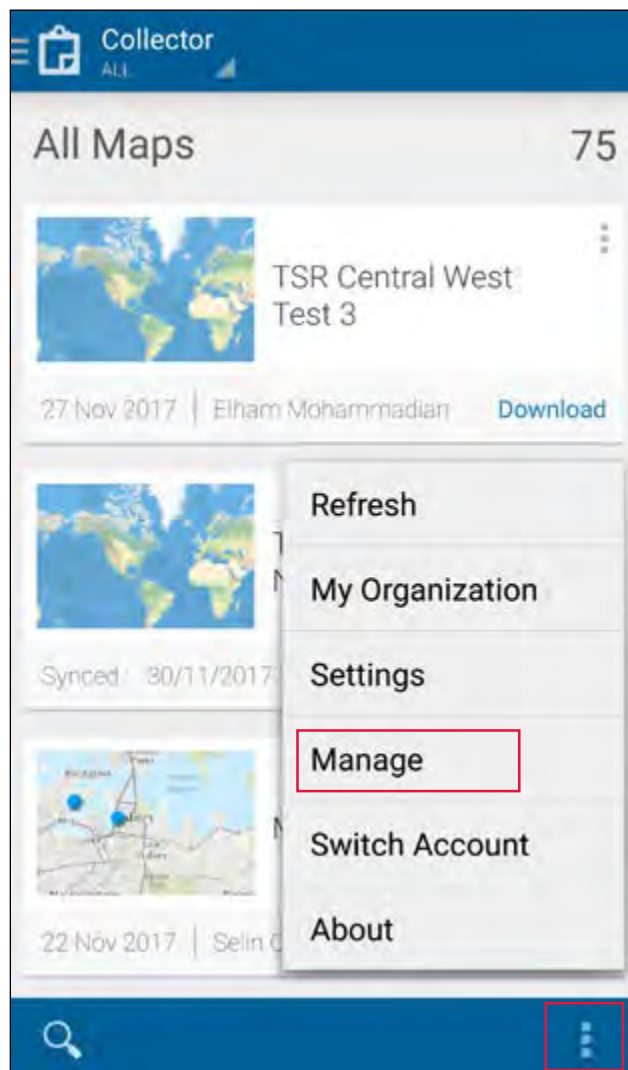 Collector
ALL
All Maps
75
TSR Central West
Test 3
27 Nov 2017 | Elham Mohammadian
Download
Refresh
My Organization
Synced : 30/11/2017
Settings
Manage
Switch Account
22 Nov 2017 | Selin
About